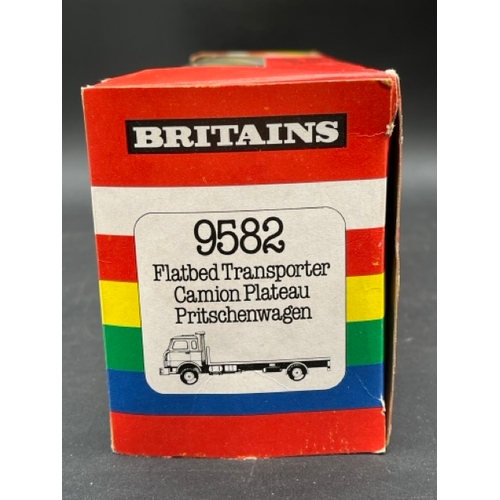 BRITAINS
9582
Flatbed Transporter
Camion Plateau
Pritschenwagen